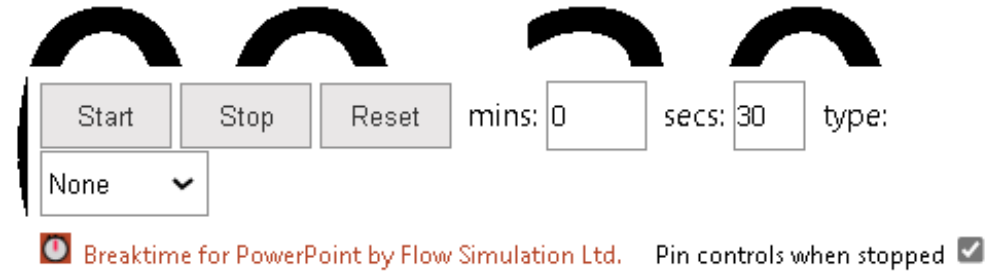 Start Stop Reset mins: 0 secs: 30 type:
None
Breaktime for PowerPoint by Flow Simulation Ltd. Pin controls when stopped